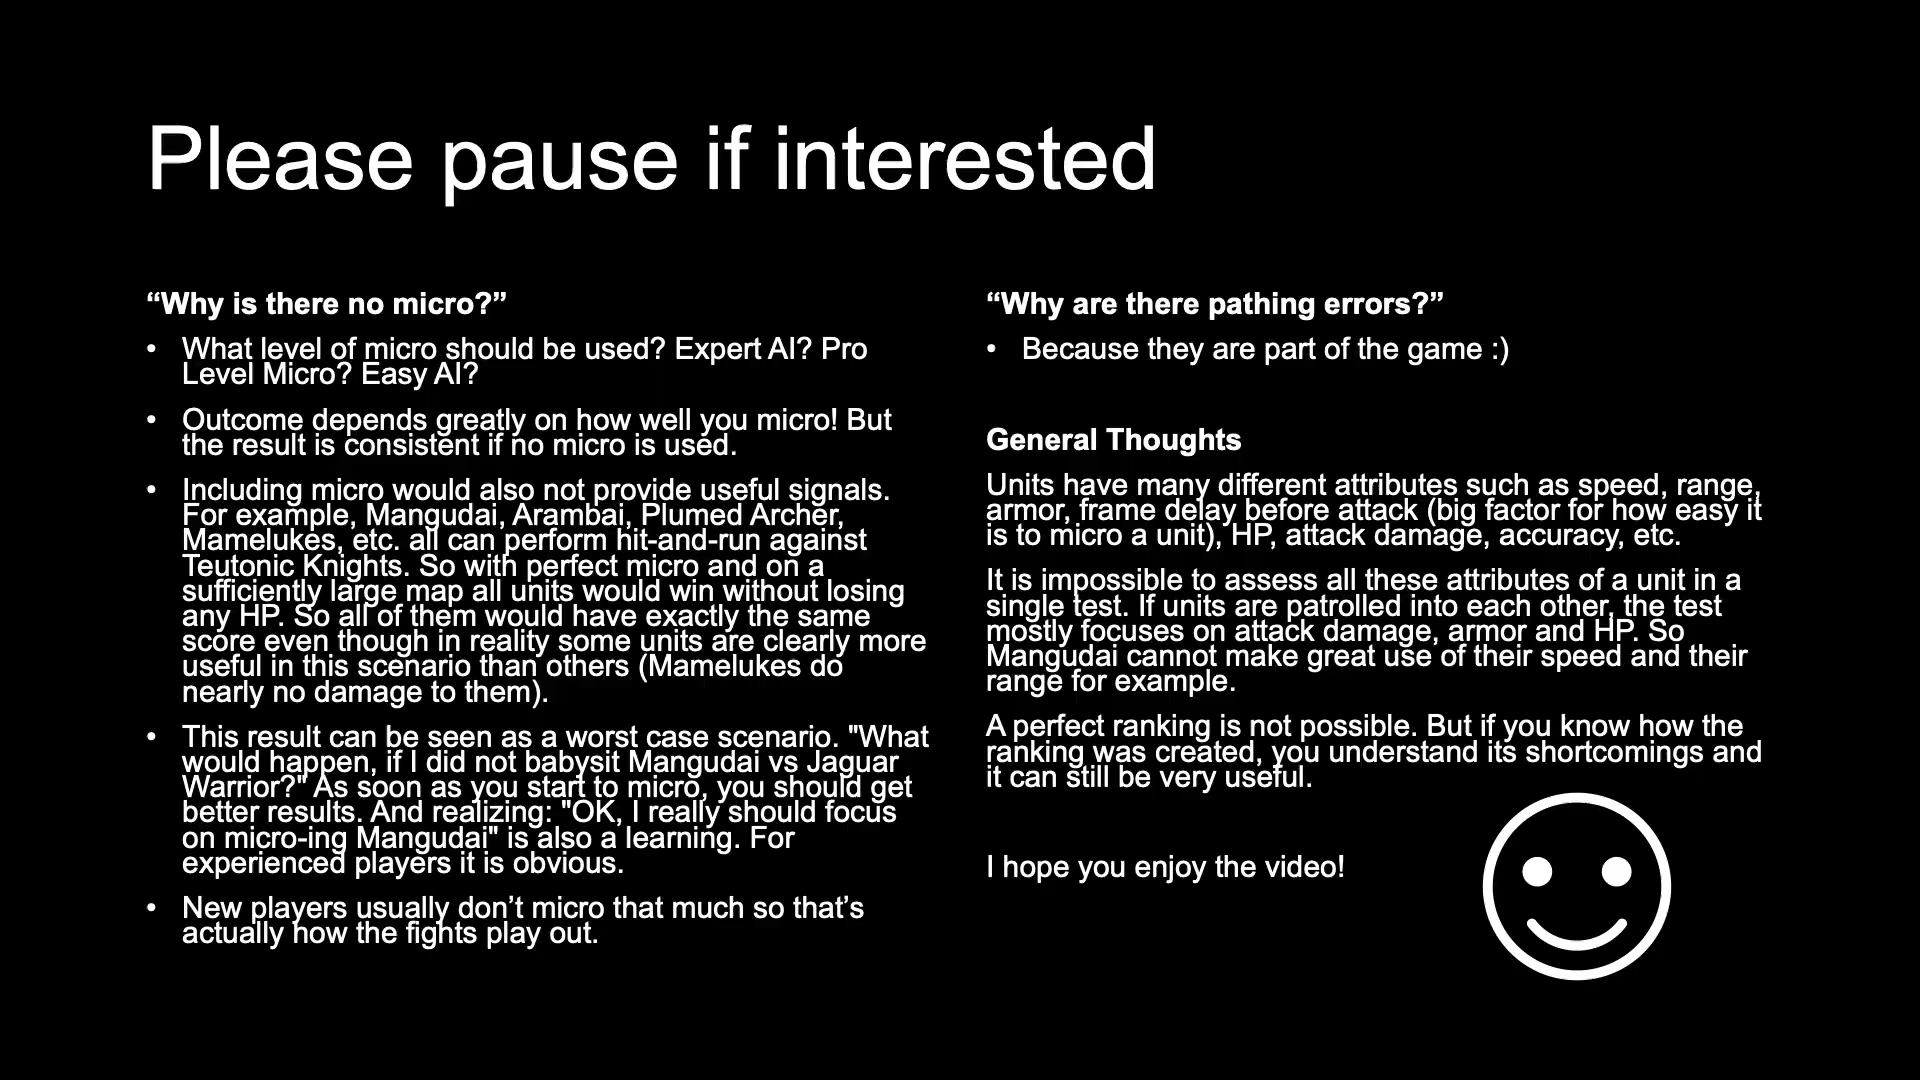 Please pause if interested
“Why is there no micro?”
• What level of micro should be used? Expert AI? Pro
Level Micro? Easy AI?
• Outcome depends greatly on how well you micro! But
the result is consistent if no micro is used.
• Including micro would also not provide useful signals.
For example, Mangudai, Arambai, Plumed Archer,
Mamelukes, etc. all can perform hit-and-run against
Teutonic Knights. So with perfect micro and on a
sufficiently large map all units would win without losing
any HP. So all of them would have exactly the same
score even though in reality some units are clearly more
useful in this scenario than others (Mamelukes do
nearly no damage to them).
• This result can be seen as a worst case scenario. "What
would happen, if I did not babysit Mangudai vs Jaguar
Warrior?" As soon as you start to micro, you should get
better results. And realizing: "OK, I really should focus
on micro-ing Mangudai" is also a learning. For
experienced players it is obvious.
• New players usually don’t micro that much so that’s
actually how the fights play out.
“Why are there pathing errors?”
• Because they are part of the game :)
General Thoughts
Units have many different attributes such as speed, range,
armor, frame delay before attack (big factor for how easy it
is to micro a unit), HP, attack damage, accuracy, etc.
It is impossible to assess all these attributes of a unit in a
single test. If units are patrolled into each other, the test
mostly focuses on attack damage, armor and HP. So
Mangudai cannot make great use of their speed and their
range for example.
A perfect ranking is not possible. But if you know how the
ranking was created, you understand its shortcomings and
it can still be very useful.
I hope you enjoy the video!